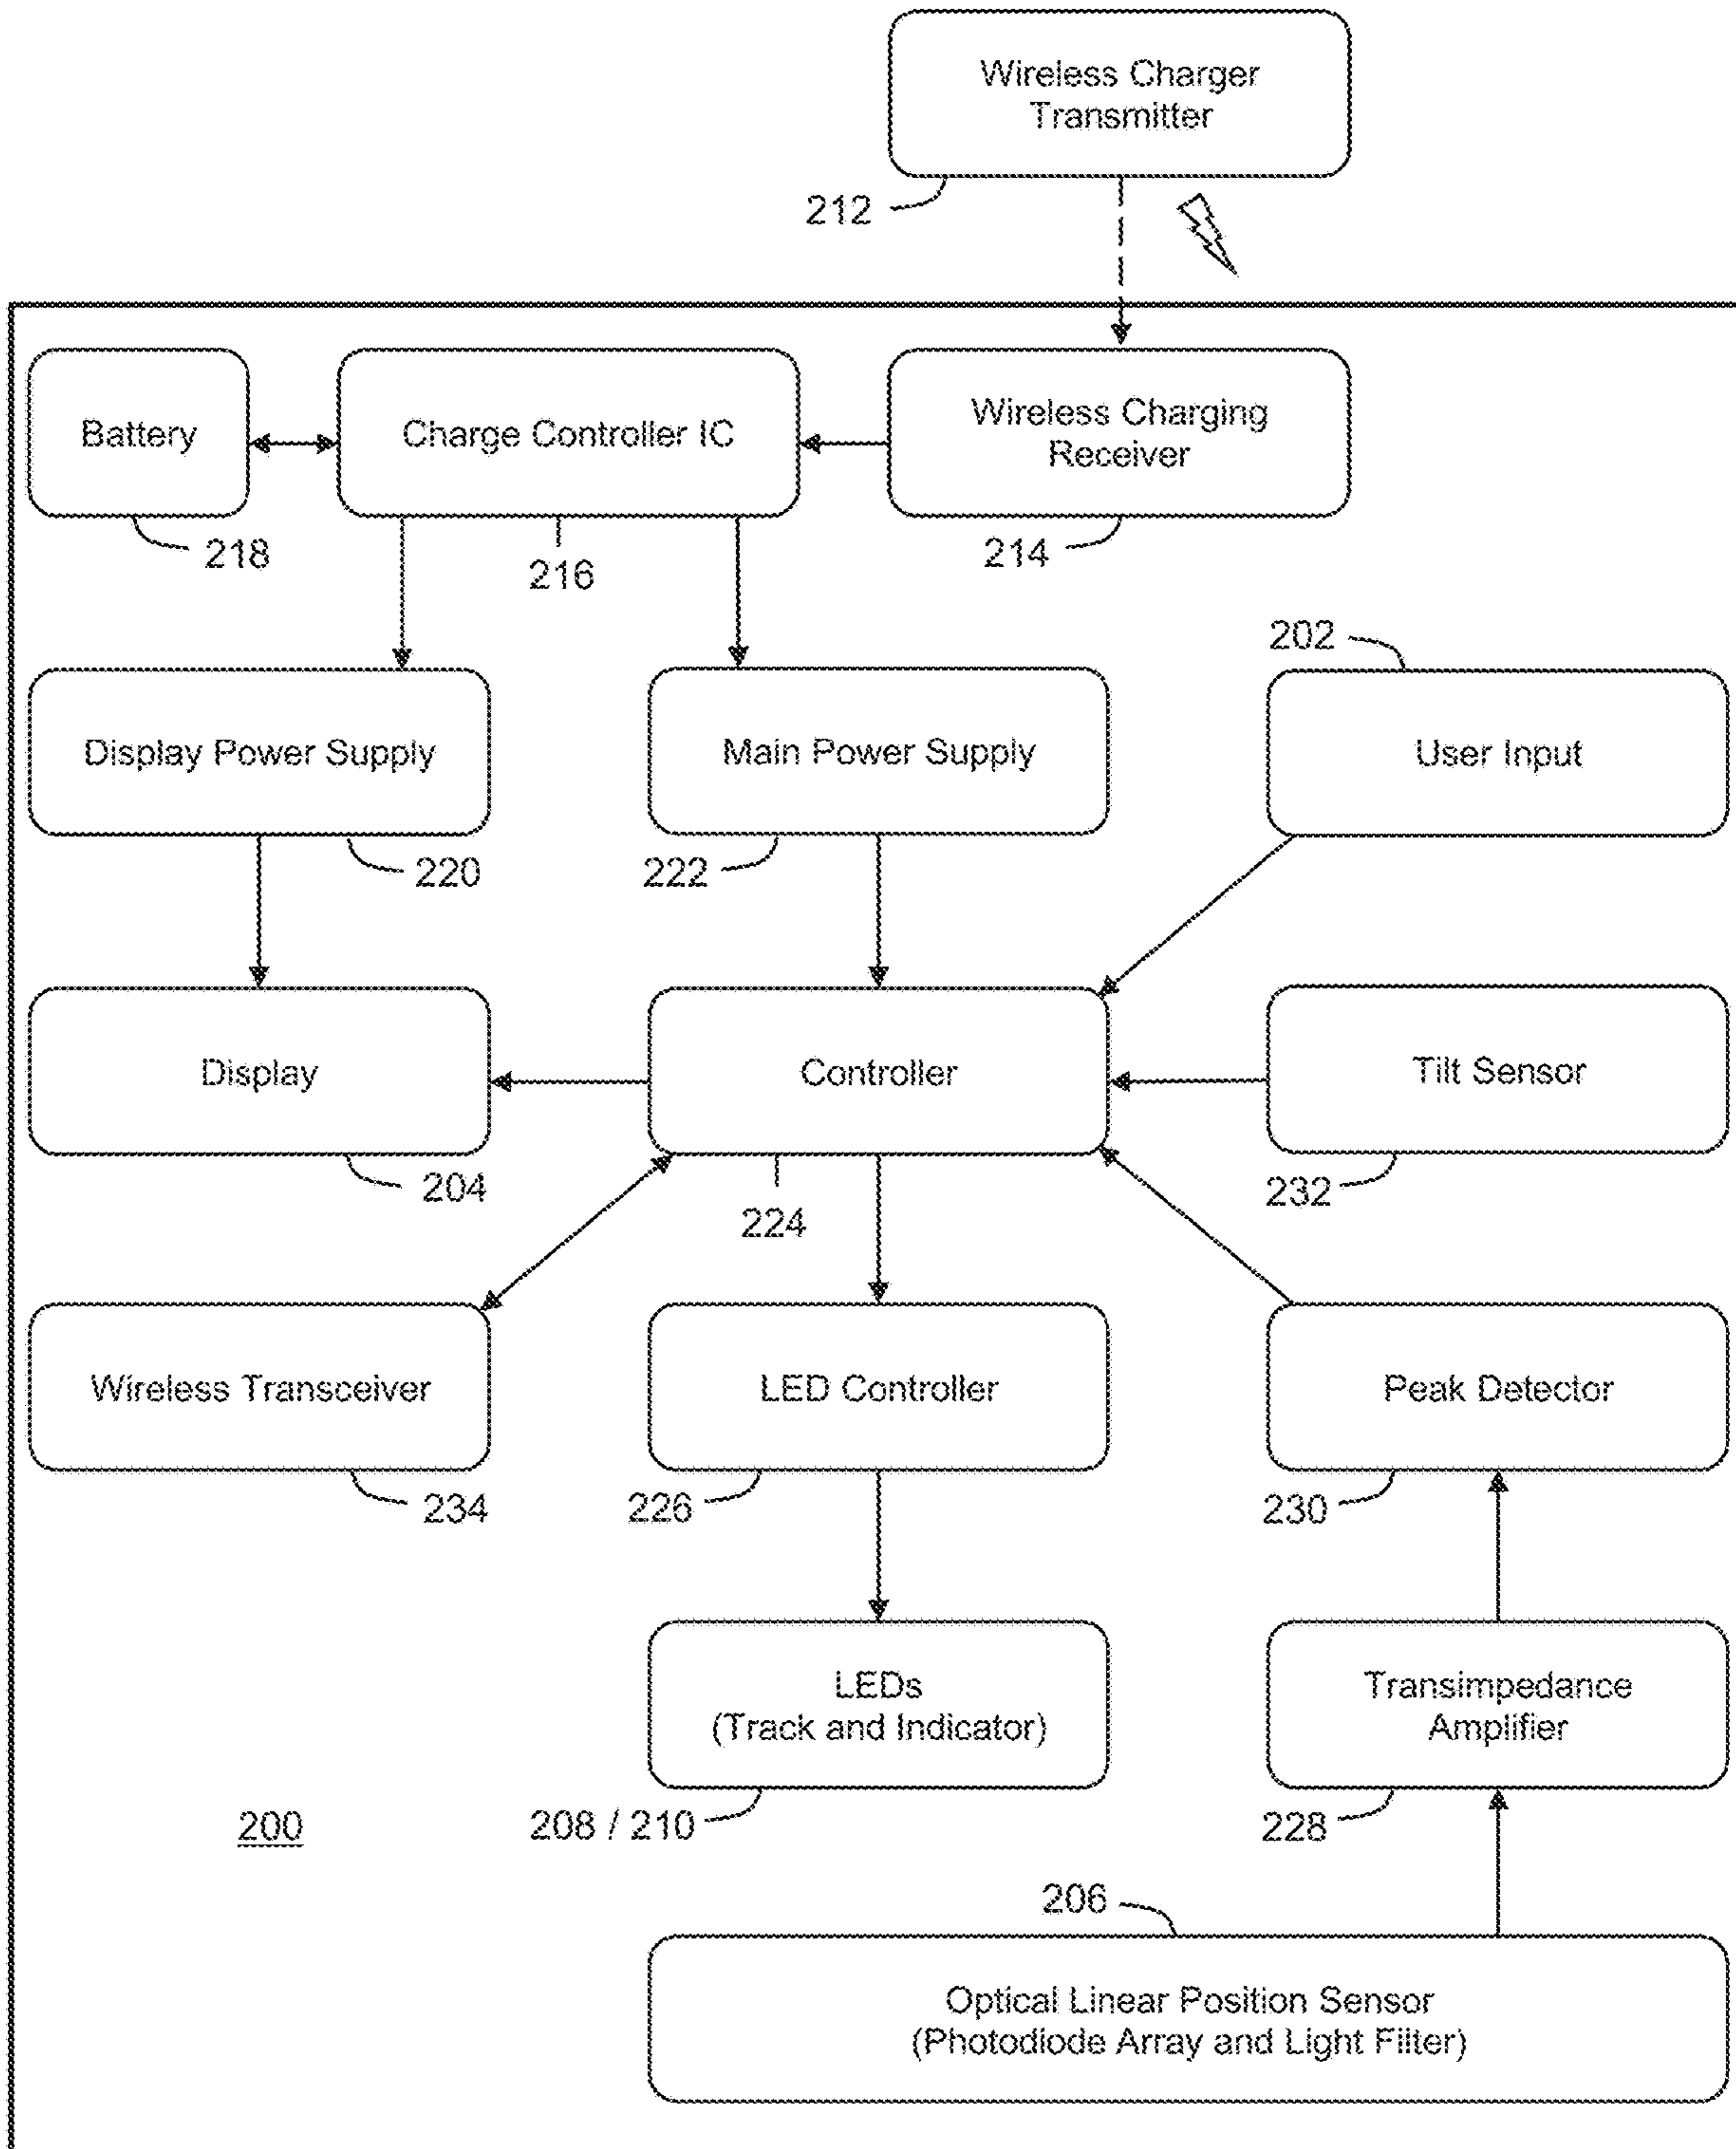 Wireless Charger
Transmitter
212
Battery
Charge Controller IC
Wireless Charging
Receiver
218
216
214
202
Display Power Supply
Main Power Supply
User Input
220
222
Display
Controller
Tilt Sensor
204
224
232
Wireless Transceiver
LED Controller
Peak Detector
234
226
230
LEDs
(Track and Indicator)
Transimpedance
Amplifier
200
208 / 210
228
206
Optical Linear Position Sensor
(Photodiode Array and Light Filter)